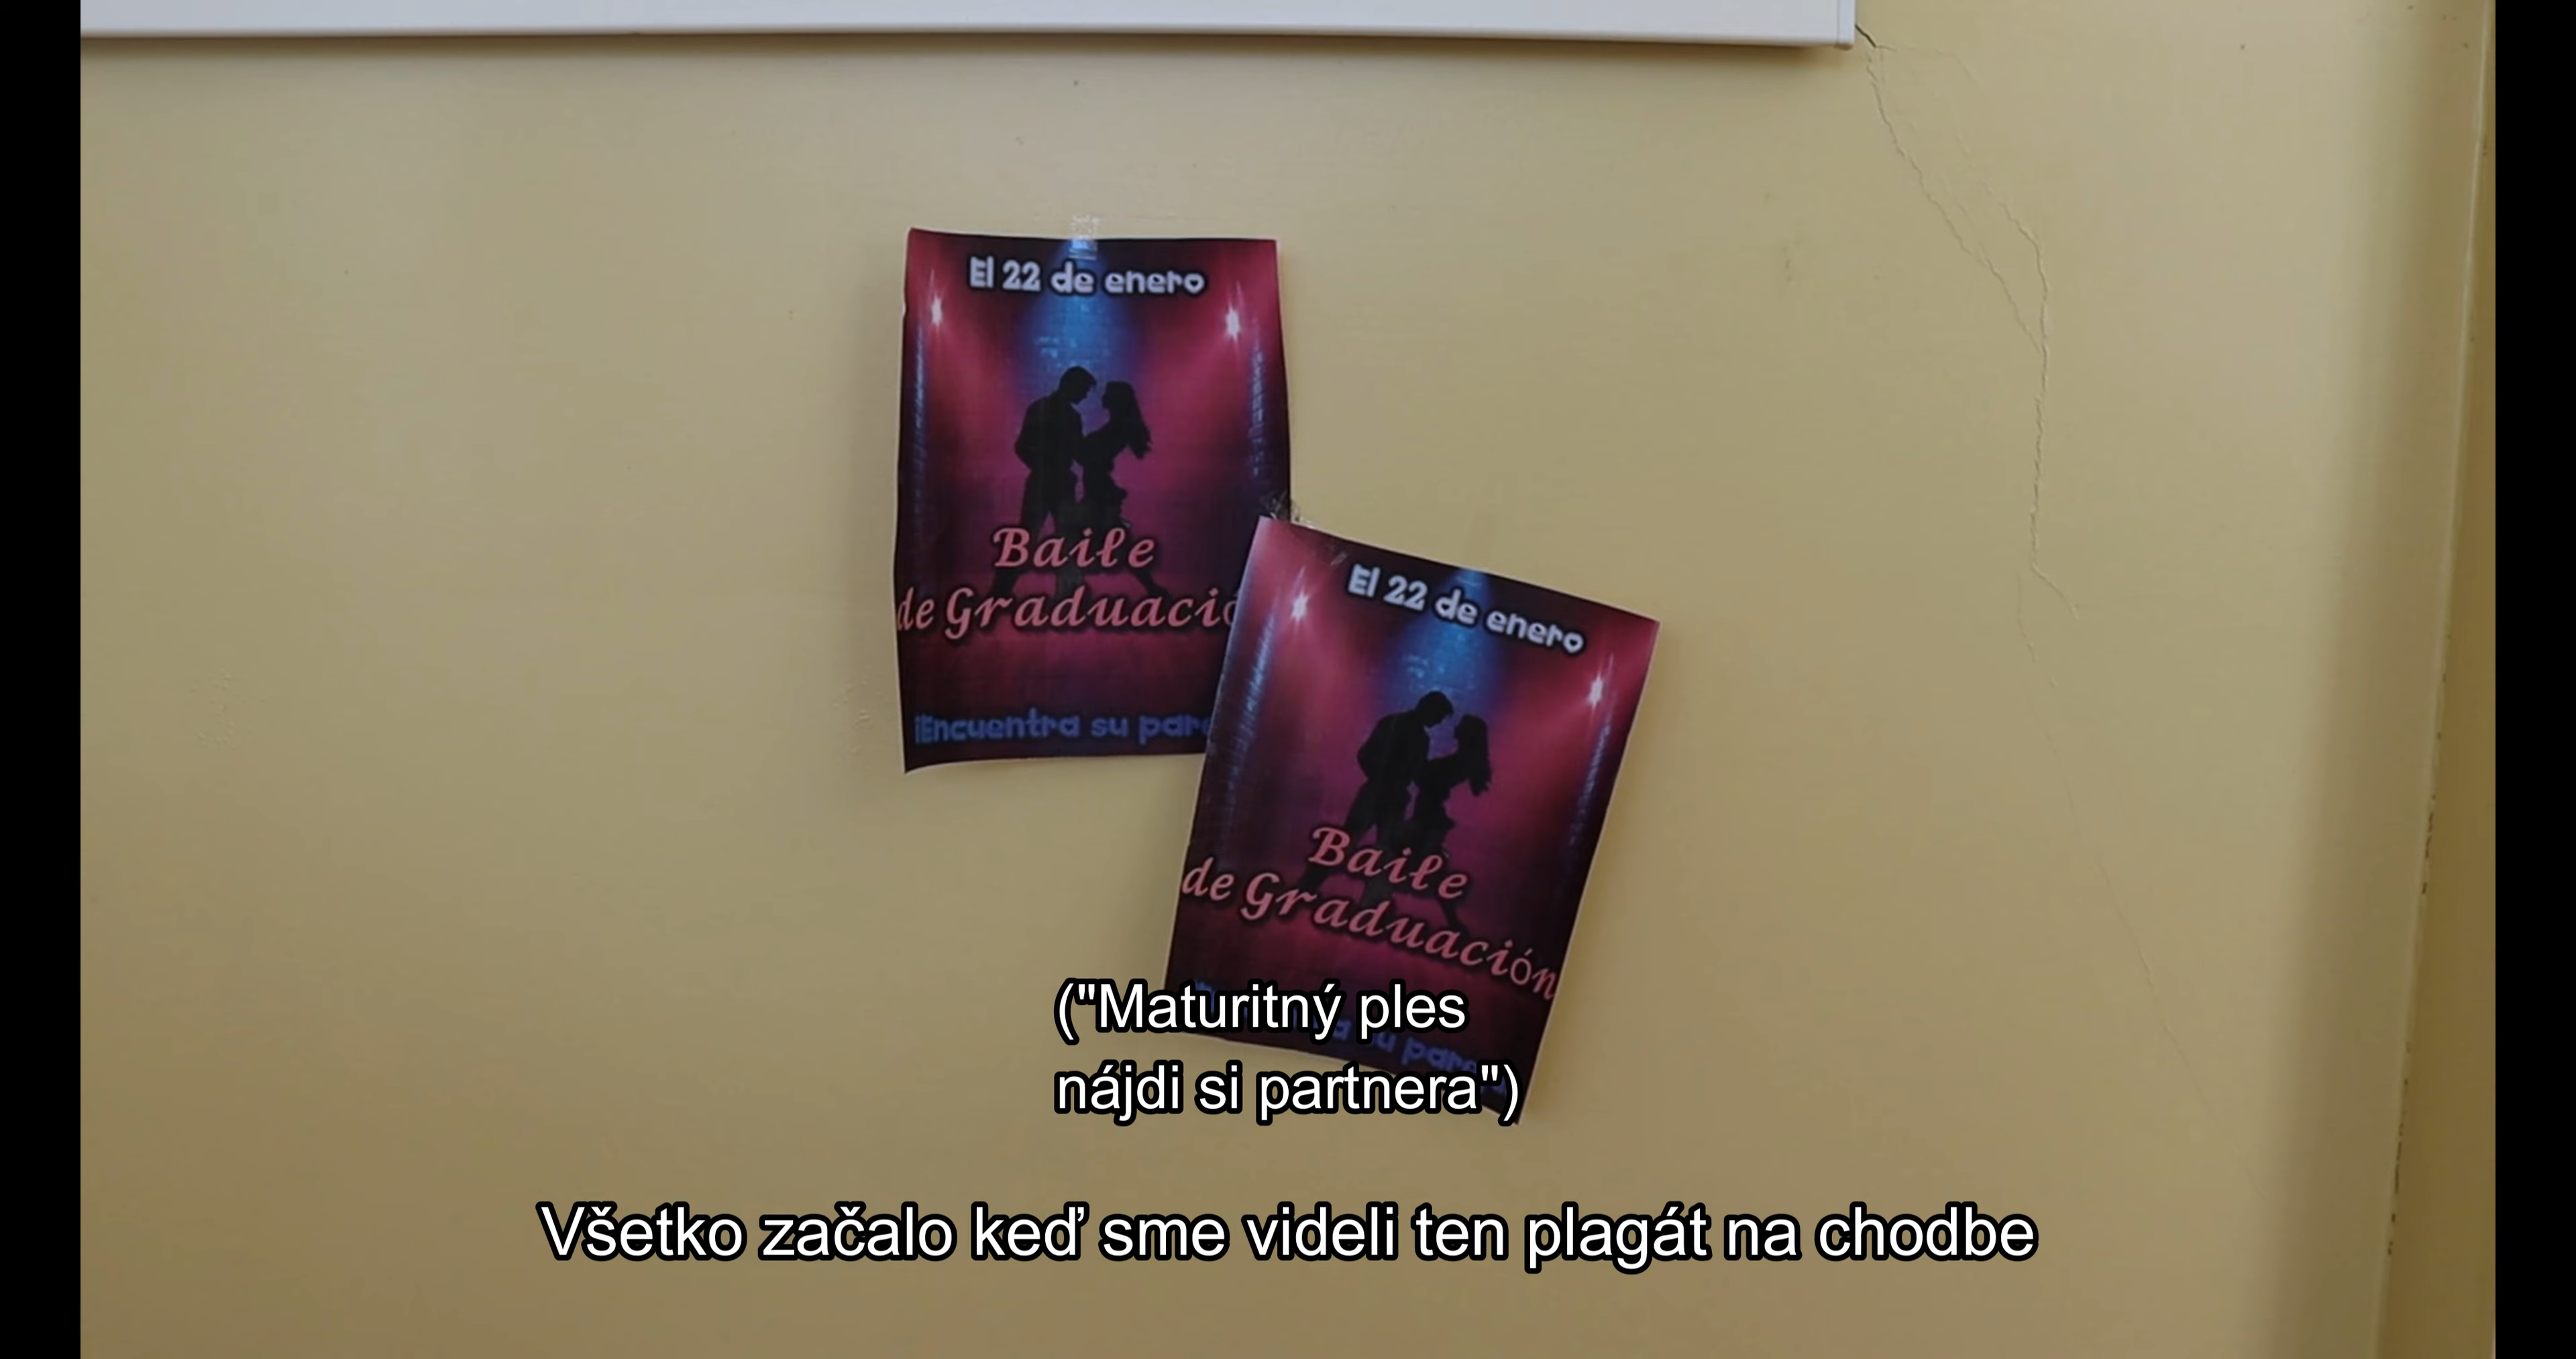 El 22 de enero
Baile
de Graduació
¡Encuentra su
El 22 de enero
Baile
de Graduación
su
("Maturitný ples
nájdi si partnera")
Všetko začalo keď sme videli ten plagát na chodbe